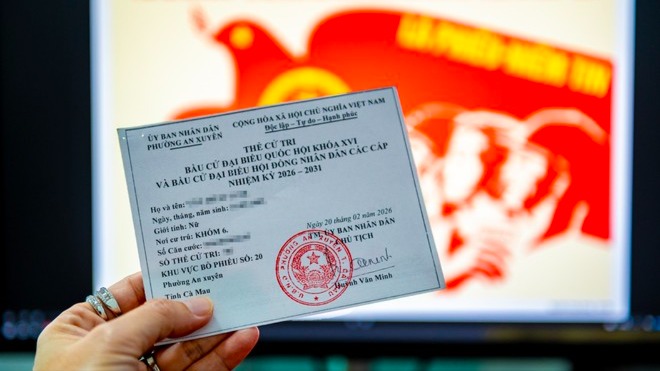 LÁ PHIẾU NIỀM TIN
ỦY BAN NHÂN DÂN
PHƯỜNG AN XUYÊN
CỘNG HÒA XÃ HỘI CHỦ NGHĨA VIỆT NAM
Độc lập - Tự do - Hạnh phúc
THẺ CỬ TRI
BẦU CỬ ĐẠI BIỂU QUỐC HỘI KHÓA XVI
VÀ BẦU CỬ ĐẠI BIỂU HỘI ĐỒNG NHÂN DÂN CÁC CẤP
NHIỆM KỲ 2026 - 2031
Họ và tên:
Ngày, tháng, năm sinh:
Giới tính: Nữ
Nơi cư trú: KHÓM 6.
Số Căn cước:
SỐ THẺ CỬ TRI:
KHU VỰC BỎ PHIẾU SỐ: 20
Phường An xuyên
Tỉnh Cà Mau
Ngày 20 tháng 02 năm 2026
TM. ỦY BAN NHÂN DÂN
CHỦ TỊCH
Huỳnh Văn Minh